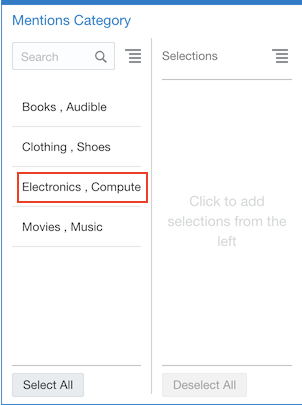 Mentions Category
Search
Selections
Books , Audible
Clothing , Shoes
Electronics , Compute
Movies , Music
Click to add
selections from the
left
Select All
Deselect All